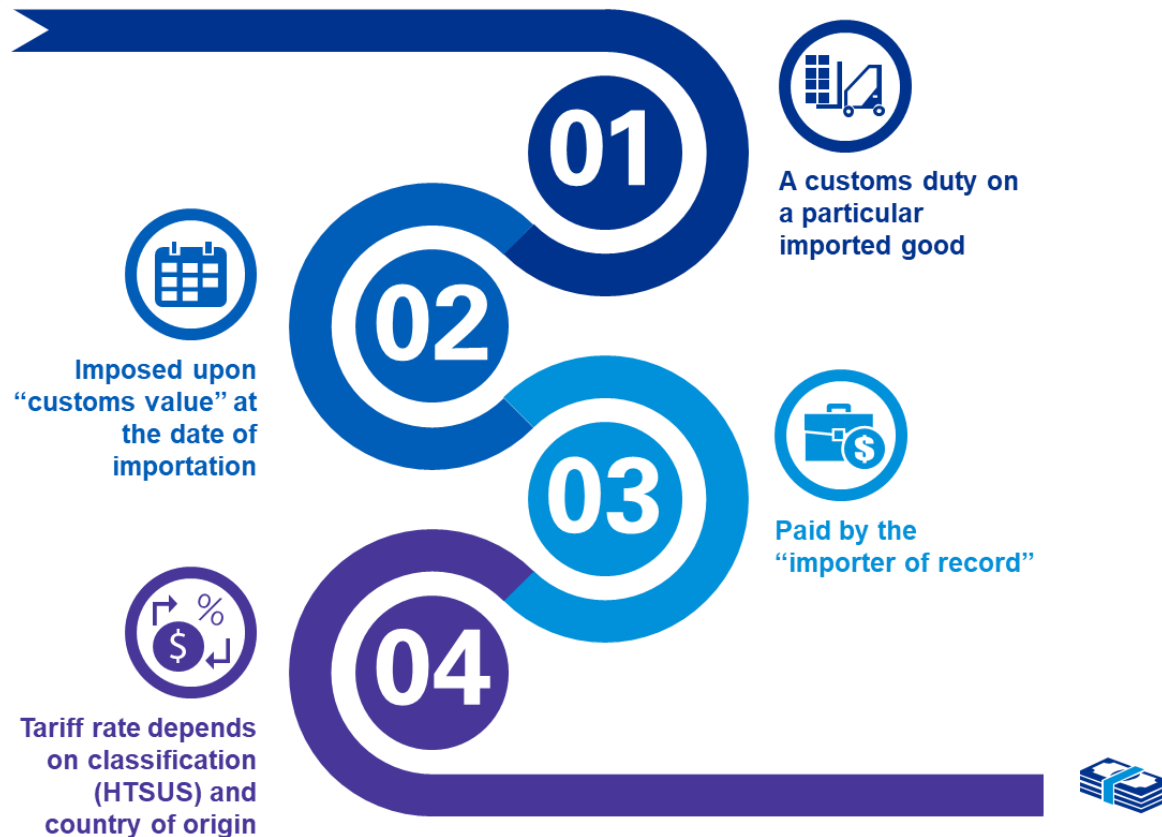 01
A customs duty on
a particular
imported good
02
Imposed upon
“customs value” at
the date of
importation
03
Paid by the
“importer of record”
04
$
%
$
Tariff rate depends
on classification
(HTSUS) and
country of origin